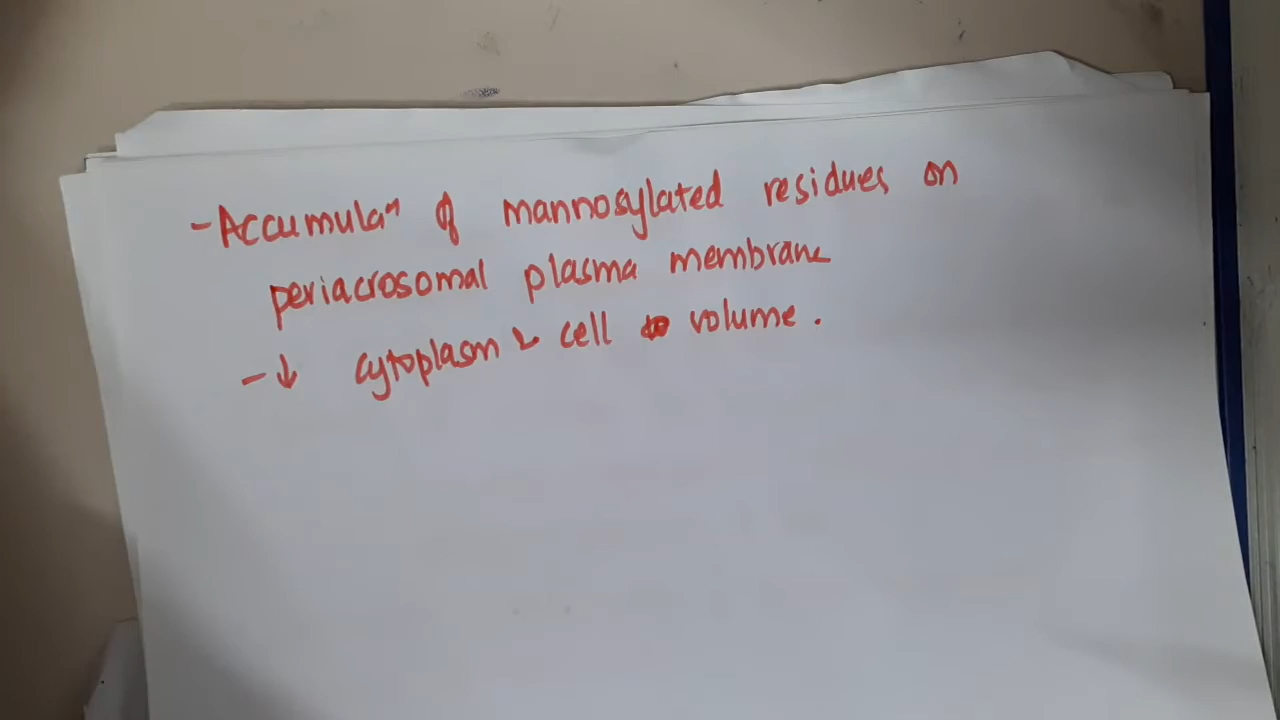 - Accumulaⁿ of mannosylated residues on
periacrosomal plasma membrane
- ↓ cytoplasm & cell volume.